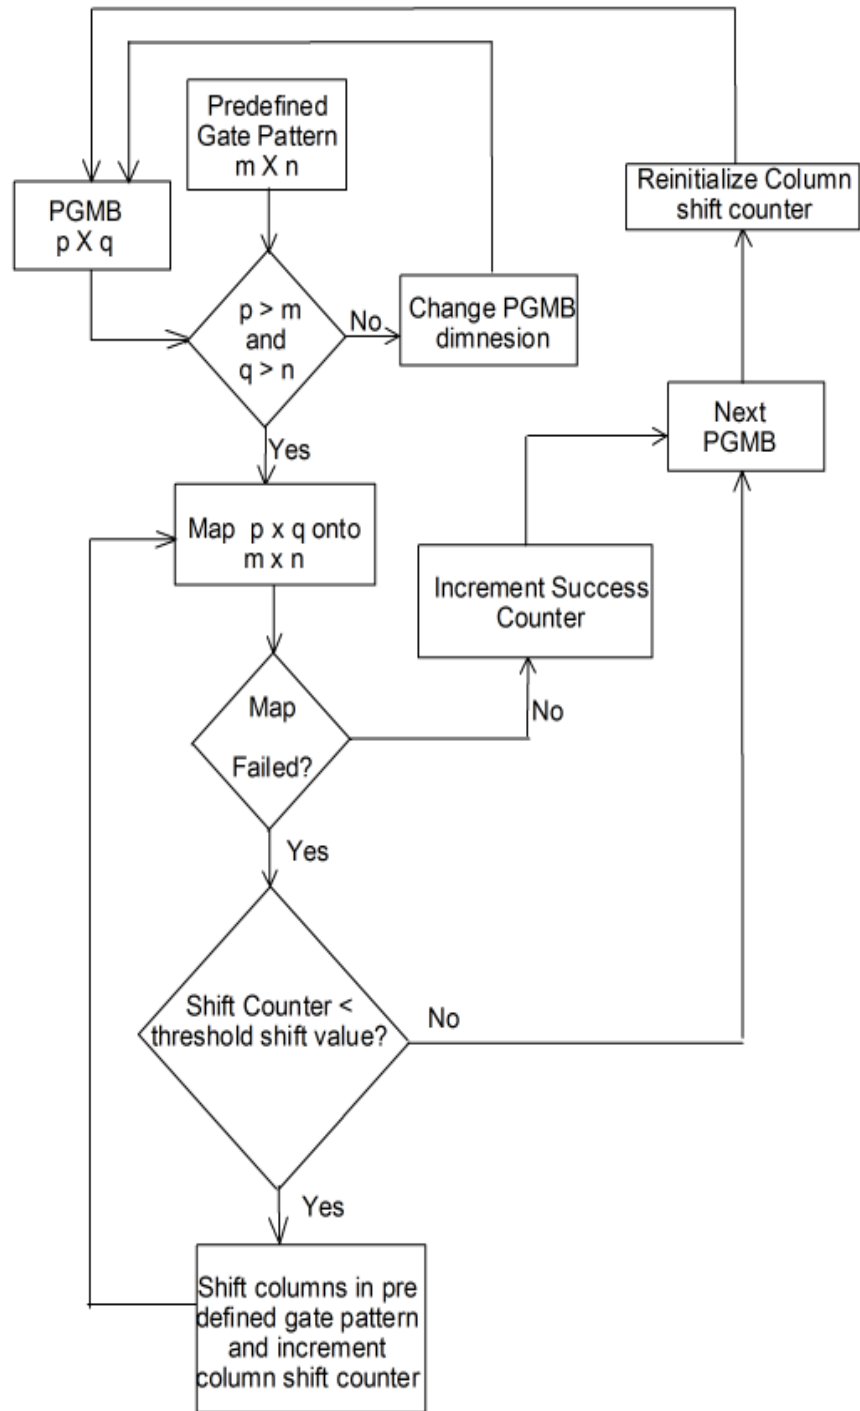 Predefined
Gate Pattern
m X n
PGMB
p X q
Reinitialize Column
shift counter
p > m
and
q > n
No
Change PGMB
dimnesion
Next
PGMB
Yes
Map p x q onto
m x n
Increment Success
Counter
Map
Failed?
No
Yes
Shift Counter <
threshold shift value?
No
Yes
Shift columns in pre
defined gate pattern
and increment
column shift counter